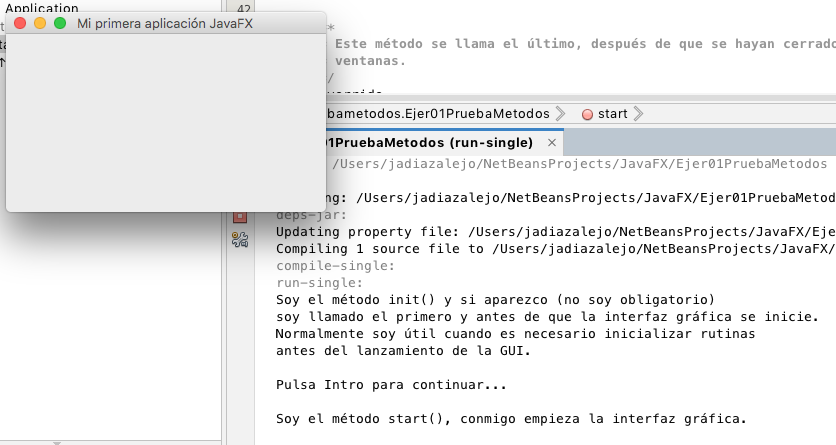 Application
42
Mi primera aplicación JavaFX
*
Este método se llama el último, después de que se hayan cerrado
ventanas.
/
bametodos.Ejer01PruebaMetodos
start
01PruebaMetodos (run-single)
×
/Users/jadiazalejo/NetBeansProjects/JavaFX/Ejer01PruebaMetodos
ng: /Users/jadiazalejo/NetBeansProjects/JavaFX/Ejer01PruebaMetod
deps-jar:
Updating property file: /Users/jadiazalejo/NetBeansProjects/JavaFX/Eje
Compiling 1 source file to /Users/jadiazalejo/NetBeansProjects/JavaFX/
compile-single:
run-single:
Soy el método init() y si aparezco (no soy obligatorio)
soy llamado el primero y antes de que la interfaz gráfica se inicie.
Normalmente soy útil cuando es necesario inicializar rutinas
antes del lanzamiento de la GUI.
Pulsa Intro para continuar...
Soy el método start(), conmigo empieza la interfaz gráfica.